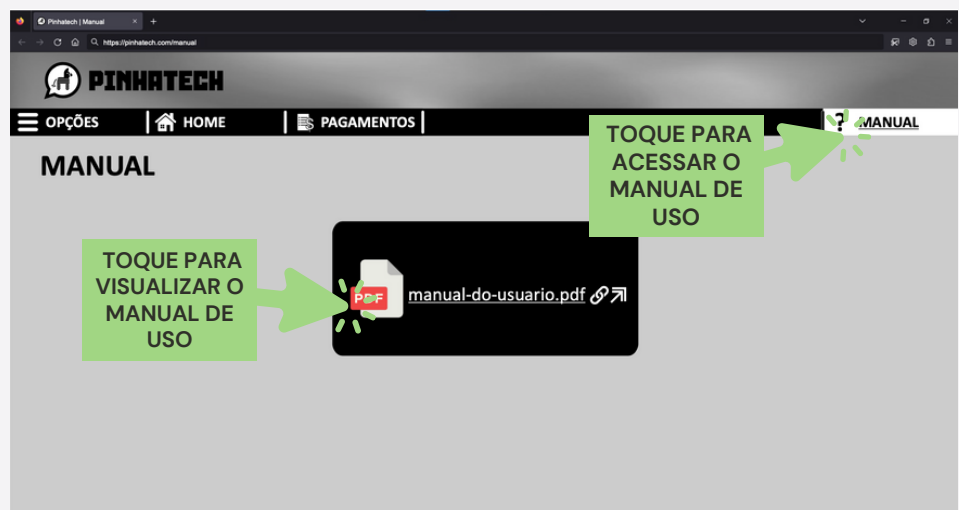 Pinhatech | Manual
https://pinhatech.com/manual
PINHATECH
OPÇÕES
HOME
PAGAMENTOS
? MANUAL
MANUAL
TOQUE PARA
ACESSAR O
MANUAL DE
USO
TOQUE PARA
VISUALIZAR O
MANUAL DE
USO
PDF
manual-do-usuario.pdf